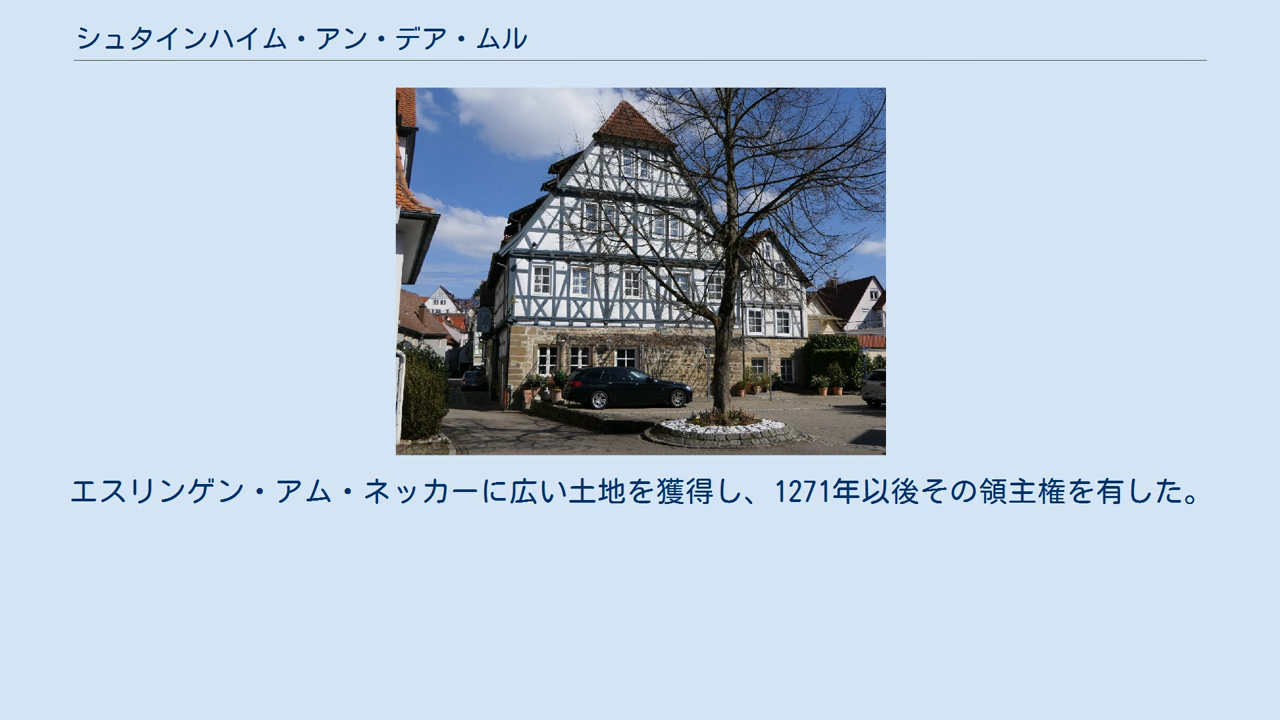 シュタインハイム・アン・デア・ムル
エスリンゲン・アム・ネッカーに広い土地を獲得し、1271年以後その領主権を有した。